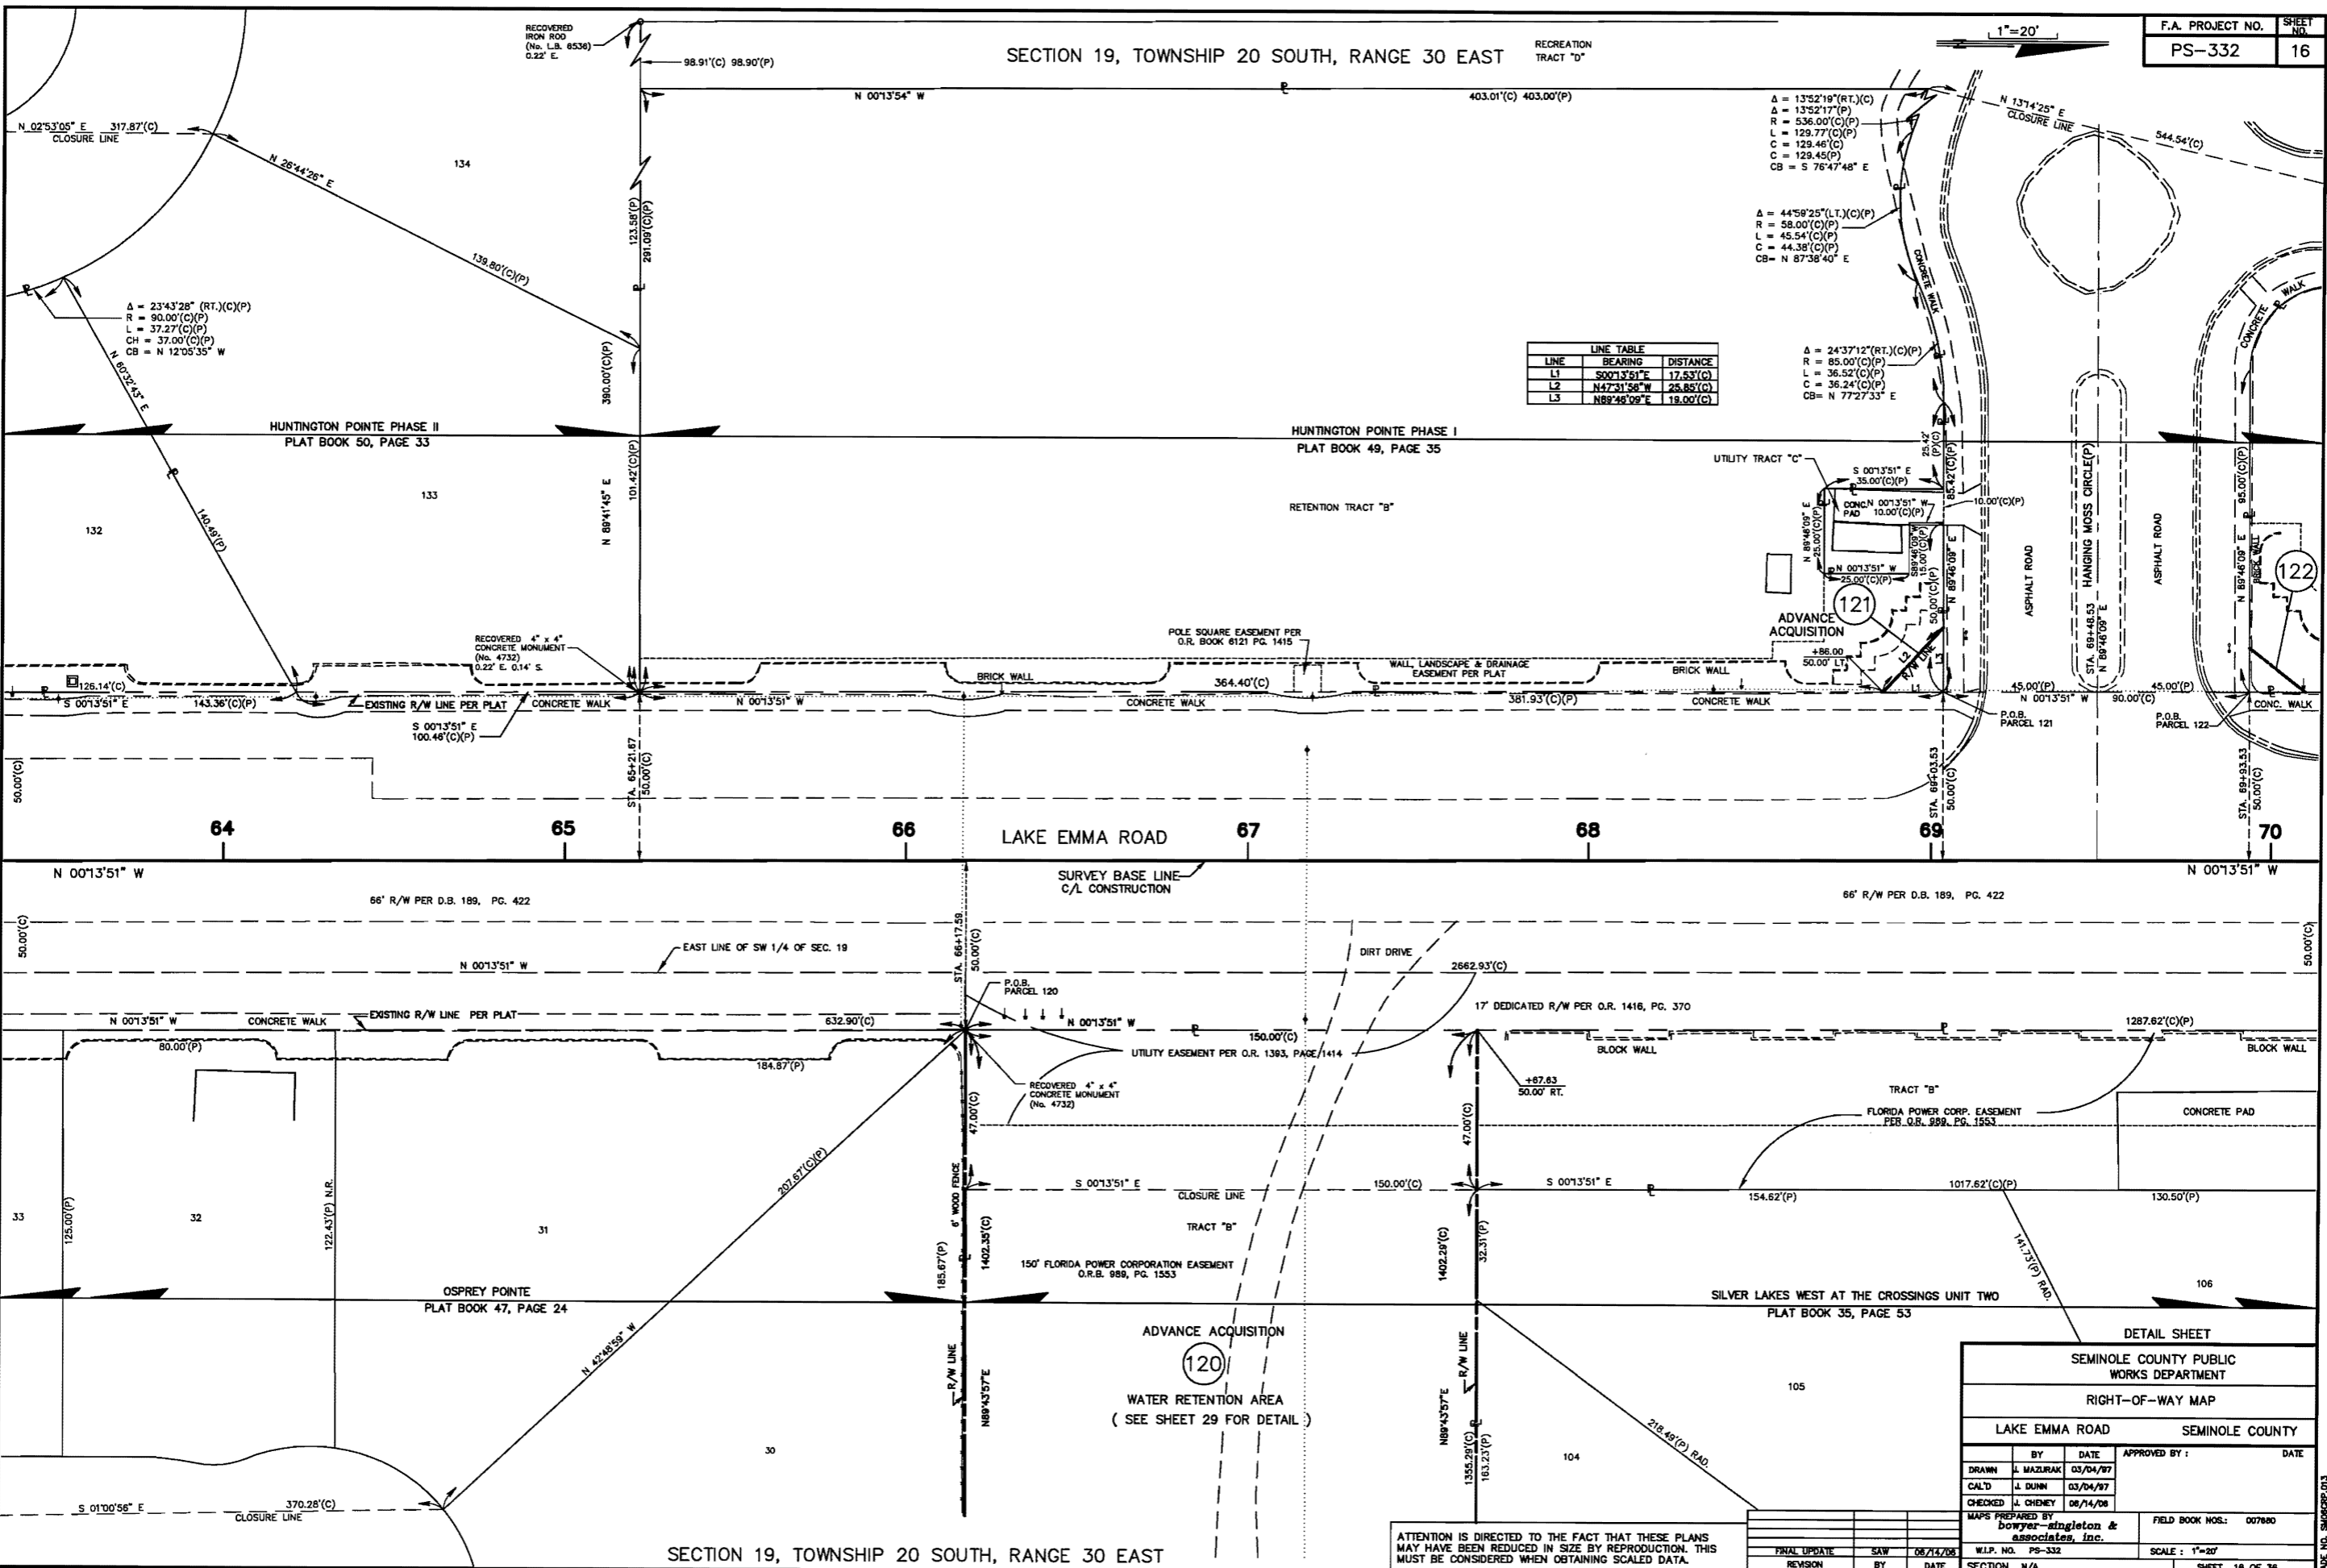 RECOVERED
IRON ROD
(No. L.B. 6536)
0.22' E.
98.91'(C) 98.90'(P)
SECTION 19, TOWNSHIP 20 SOUTH, RANGE 30 EAST
RECREATION
TRACT "D"
1"=20'
F.A. PROJECT NO.
SHEET NO.
PS-332
16
N 00°13'54" W
403.01'(C) 403.00'(P)
N 02°53'05" E 317.87'(C)
CLOSURE LINE
N 26°44'26" E
139.80'(C)(P)
134
123.58'(P)
291.09'(C)(P)
390.00'(C)(P)
Δ = 13°52'19"(RT.)(C)
Δ = 13°52'17"(P)
R = 536.00'(C)(P)
L = 129.77'(C)(P)
C = 129.46'(C)
C = 129.45(P)
CB = S 76°47'48" E
N 13°14'25" E
CLOSURE LINE
544.54'(C)
Δ = 44°59'25"(LT.)(C)(P)
R = 58.00'(C)(P)
L = 45.54'(C)(P)
C = 44.38'(C)(P)
CB= N 87°38'40" E
CONCRETE WALK
CONCRETE WALK
Δ = 23°43'28" (RT.)(C)(P)
R = 90.00'(C)(P)
L = 37.27'(C)(P)
CH = 37.00'(C)(P)
CB = N 12°05'35" W
N 60°32'43" E
140.49'(P)
LINE TABLE
LINE BEARING DISTANCE
L1 S00°13'51"E 17.53'(C)
L2 N47°31'58"W 25.85'(C)
L3 N89°46'09"E 19.00'(C)
Δ = 24°37'12"(RT.)(C)(P)
R = 85.00'(C)(P)
L = 36.52'(C)(P)
C = 36.24'(C)(P)
CB= N 77°27'33" E
HUNTINGTON POINTE PHASE II
PLAT BOOK 50, PAGE 33
HUNTINGTON POINTE PHASE I
PLAT BOOK 49, PAGE 35
101.42'(C)(P)
N 89°41'45" E
133
132
RETENTION TRACT "B"
UTILITY TRACT "C"
25.42'
(P)(C)
S 00°13'51" E
35.00'(C)(P)
85.42'(C)(P)
10.00'(C)(P)
CONC.
PAD
N 00°13'51" W
10.00'(C)(P)
N 89°46'09" E
25.00'(C)(P)
S89°46'09"W
15.00'(C)(P)
N 00°13'51" W
25.00'(C)(P)
50.00'(C)(P)
N 89°46'09" E
ASPHALT ROAD
HANGING MOSS CIRCLE(P)
STA. 69+48.53
N 89°46'09" E
ASPHALT ROAD
95.00'(C)(P)
N 89°46'09" E
BRICK WALL
122
121
ADVANCE
ACQUISITION
+86.00
50.00' LT.
L2
R/W LINE
L3
L1
RECOVERED 4" x 4"
CONCRETE MONUMENT
(No. 4732)
0.22' E. 0.14' S.
POLE SQUARE EASEMENT PER
O.R. BOOK 6121 PG. 1415
BRICK WALL
WALL, LANDSCAPE & DRAINAGE
EASEMENT PER PLAT
BRICK WALL
364.40'(C)
126.14'(C)
S 00°13'51" E
143.36'(C)(P)
EXISTING R/W LINE PER PLAT
CONCRETE WALK
S 00°13'51" E
100.46'(C)(P)
N 00°13'51" W
CONCRETE WALK
381.93'(C)(P)
CONCRETE WALK
45.00'(P)
45.00'(P)
N 00°13'51" W
90.00'(C)
CONC. WALK
P.O.B.
PARCEL 121
P.O.B.
PARCEL 122
50.00'(C)
STA. 65+21.67
50.00'(C)
STA. 69+03.53
50.00'(C)
STA. 69+93.53
50.00'(C)
64
65
66
67
68
69
70
LAKE EMMA ROAD
N 00°13'51" W
SURVEY BASE LINE
C/L CONSTRUCTION
N 00°13'51" W
66' R/W PER D.B. 189, PG. 422
66' R/W PER D.B. 189, PG. 422
50.00'(C)
EAST LINE OF SW 1/4 OF SEC. 19
N 00°13'51" W
STA. 66+17.59
50.00'(C)
DIRT DRIVE
2662.93'(C)
50.00'(C)
P.O.B.
PARCEL 120
17' DEDICATED R/W PER O.R. 1416, PG. 370
N 00°13'51" W
CONCRETE WALK
EXISTING R/W LINE PER PLAT
632.90'(C)
N 00°13'51" W
150.00'(C)
1287.62'(C)(P)
80.00'(P)
184.87'(P)
UTILITY EASEMENT PER O.R. 1393, PAGE 1414
BLOCK WALL
BLOCK WALL
RECOVERED 4" x 4"
CONCRETE MONUMENT
(No. 4732)
+67.63
50.00' RT.
TRACT "B"
FLORIDA POWER CORP. EASEMENT
PER O.R. 989, PG. 1553
CONCRETE PAD
47.00'(C)
47.00'(C)
6' WOOD FENCE
207.67'(C)(P)
N 42°48'59" W
S 00°13'51" E
CLOSURE LINE
150.00'(C)
S 00°13'51" E
154.62'(P)
1017.62'(C)(P)
130.50'(P)
33
125.00'(P)
32
122.43'(P) N.R.
31
185.67'(P)
1402.35'(C)
TRACT "B"
150' FLORIDA POWER CORPORATION EASEMENT
O.R.B. 989, PG. 1553
1402.29'(C)
32.31'(P)
141.73'(P) RAD.
106
OSPREY POINTE
PLAT BOOK 47, PAGE 24
SILVER LAKES WEST AT THE CROSSINGS UNIT TWO
PLAT BOOK 35, PAGE 53
ADVANCE ACQUISITION
120
WATER RETENTION AREA
( SEE SHEET 29 FOR DETAIL )
R/W LINE
N89°43'57"E
R/W LINE
N89°43'57"E
1355.29'(C)
163.23'(P)
30
105
104
218.49'(P) RAD.
S 01°00'56" E 370.28'(C)
CLOSURE LINE
SECTION 19, TOWNSHIP 20 SOUTH, RANGE 30 EAST
ATTENTION IS DIRECTED TO THE FACT THAT THESE PLANS
MAY HAVE BEEN REDUCED IN SIZE BY REPRODUCTION. THIS
MUST BE CONSIDERED WHEN OBTAINING SCALED DATA.
FINAL UPDATE SAW 06/14/06
REVISION BY DATE
DETAIL SHEET
SEMINOLE COUNTY PUBLIC
WORKS DEPARTMENT
RIGHT-OF-WAY MAP
LAKE EMMA ROAD SEMINOLE COUNTY
BY DATE APPROVED BY : DATE
DRAWN J. MAZURAK 03/04/97
CAL'D J. DUNN 03/04/97
CHECKED J. CHENEY 06/14/06
MAPS PREPARED BY
bowyer-singleton &
associates, inc.
FIELD BOOK NOS.: 007680
W.I.P. NO. PS-332 SCALE : 1"=20'
SECTION N/A SHEET 16 OF 36